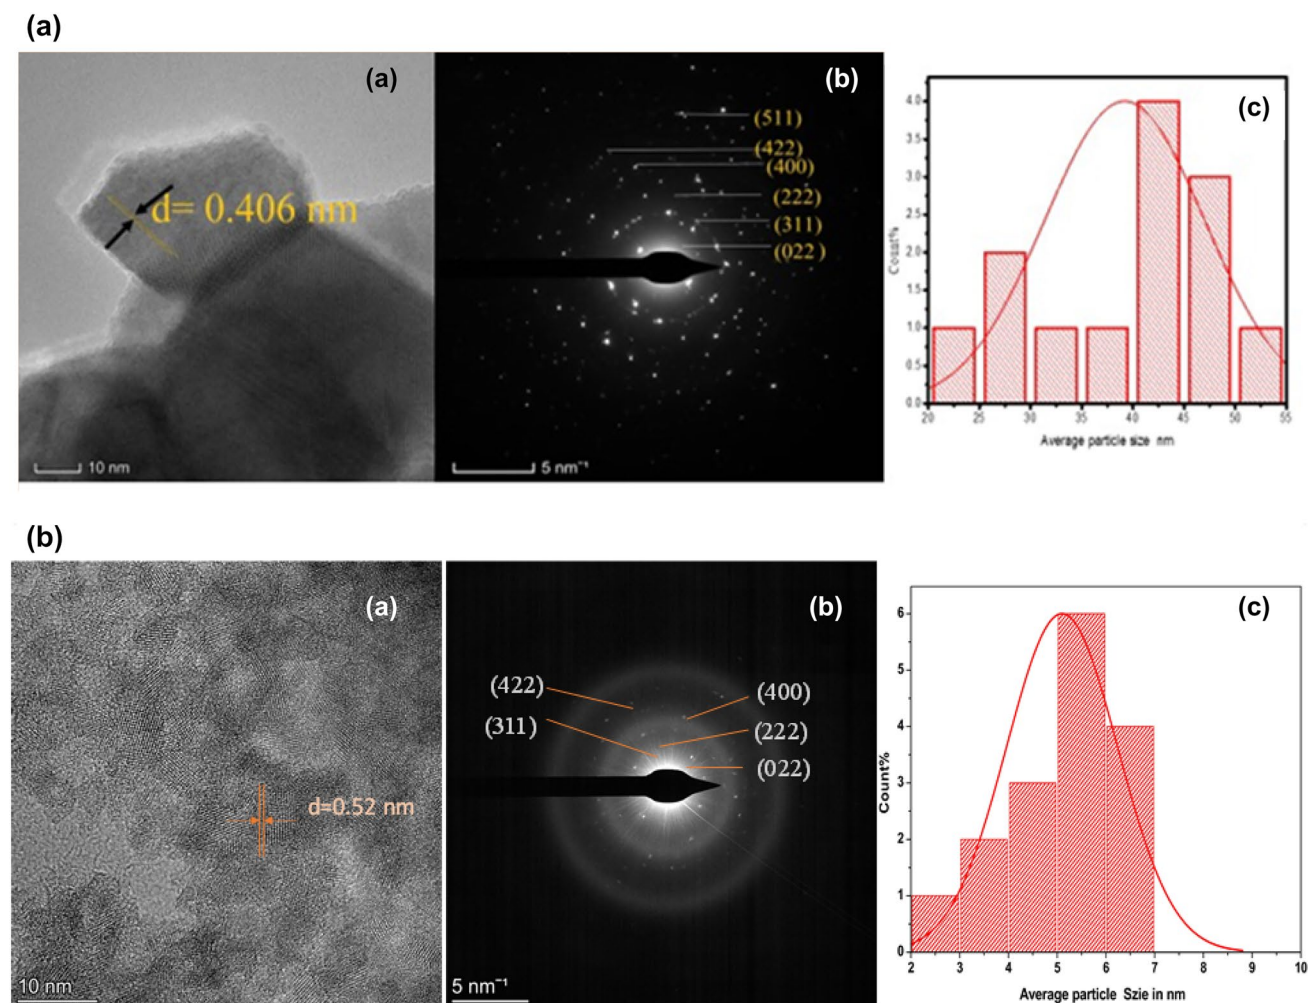 (a)
(a)
d= 0.406 nm
10 nm
(b)
(511)
(422)
(400)
(222)
(311)
(022 )
5 nm⁻¹
(c)
Count%
4.0
3.5
3.0
2.5
2.0
1.5
1.0
0.5
0.0
20 25 30 35 40 45 50 55
Average particle size nm
(b)
(a)
d=0.52 nm
10 nm
(b)
(422)
(400)
(311)
(222)
(022)
5 nm⁻¹
(c)
Count%
6
5
4
3
2
1
0
2 3 4 5 6 7 8 9 10
Average particle Szie in nm